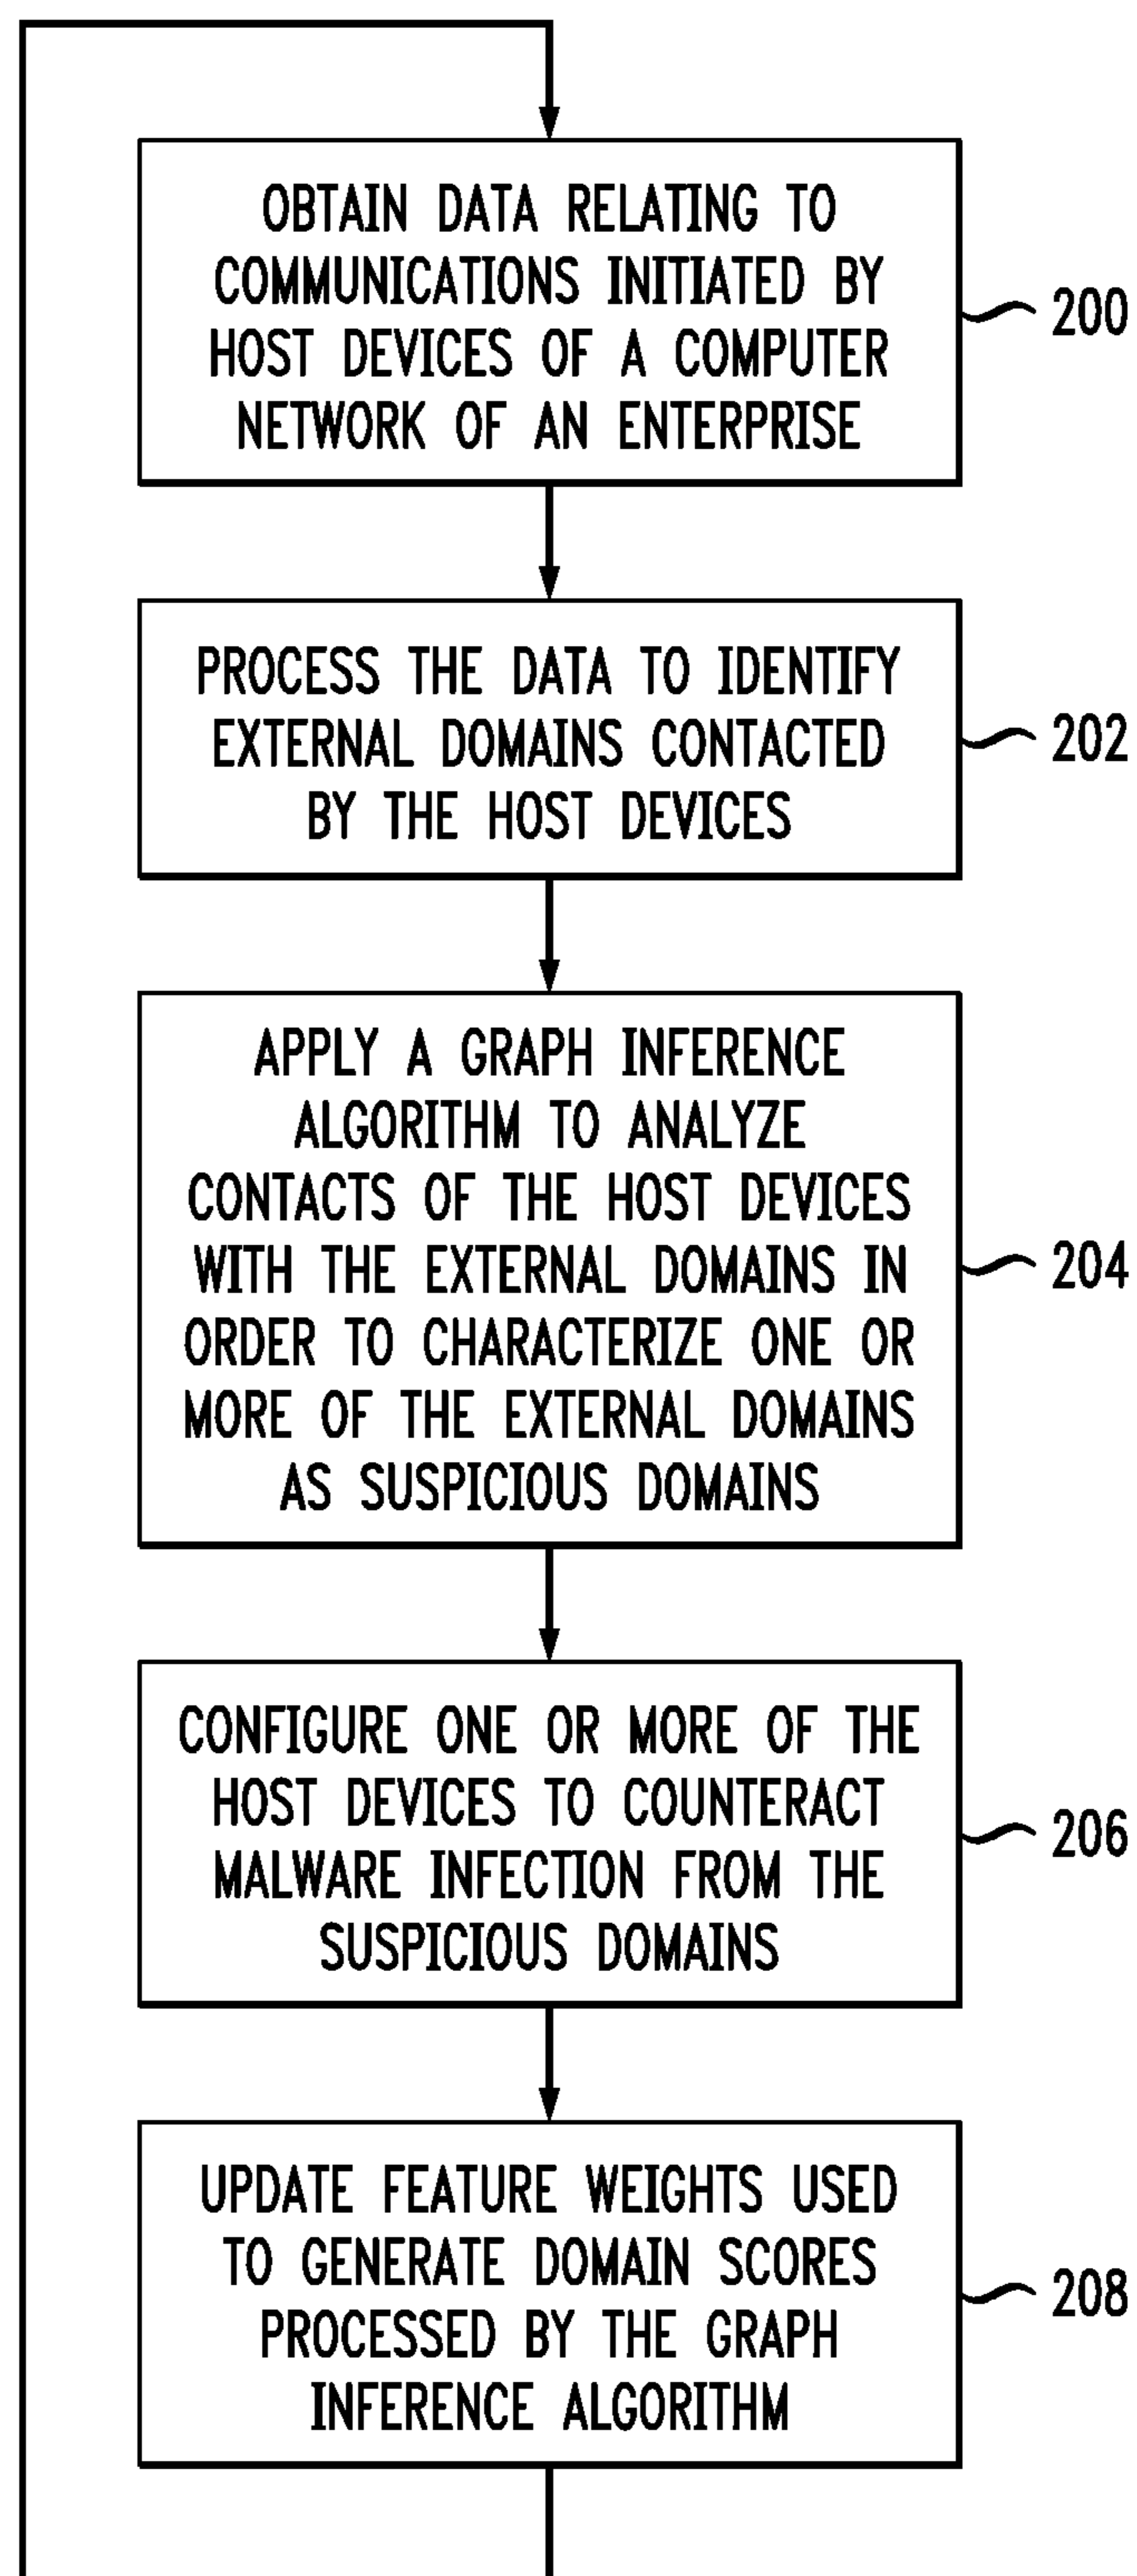 OBTAIN DATA RELATING TO
COMMUNICATIONS INITIATED BY
HOST DEVICES OF A COMPUTER
NETWORK OF AN ENTERPRISE
200
PROCESS THE DATA TO IDENTIFY
EXTERNAL DOMAINS CONTACTED
BY THE HOST DEVICES
202
APPLY A GRAPH INFERENCE
ALGORITHM TO ANALYZE
CONTACTS OF THE HOST DEVICES
WITH THE EXTERNAL DOMAINS IN
ORDER TO CHARACTERIZE ONE OR
MORE OF THE EXTERNAL DOMAINS
AS SUSPICIOUS DOMAINS
204
CONFIGURE ONE OR MORE OF THE
HOST DEVICES TO COUNTERACT
MALWARE INFECTION FROM THE
SUSPICIOUS DOMAINS
206
UPDATE FEATURE WEIGHTS USED
TO GENERATE DOMAIN SCORES
PROCESSED BY THE GRAPH
INFERENCE ALGORITHM
208